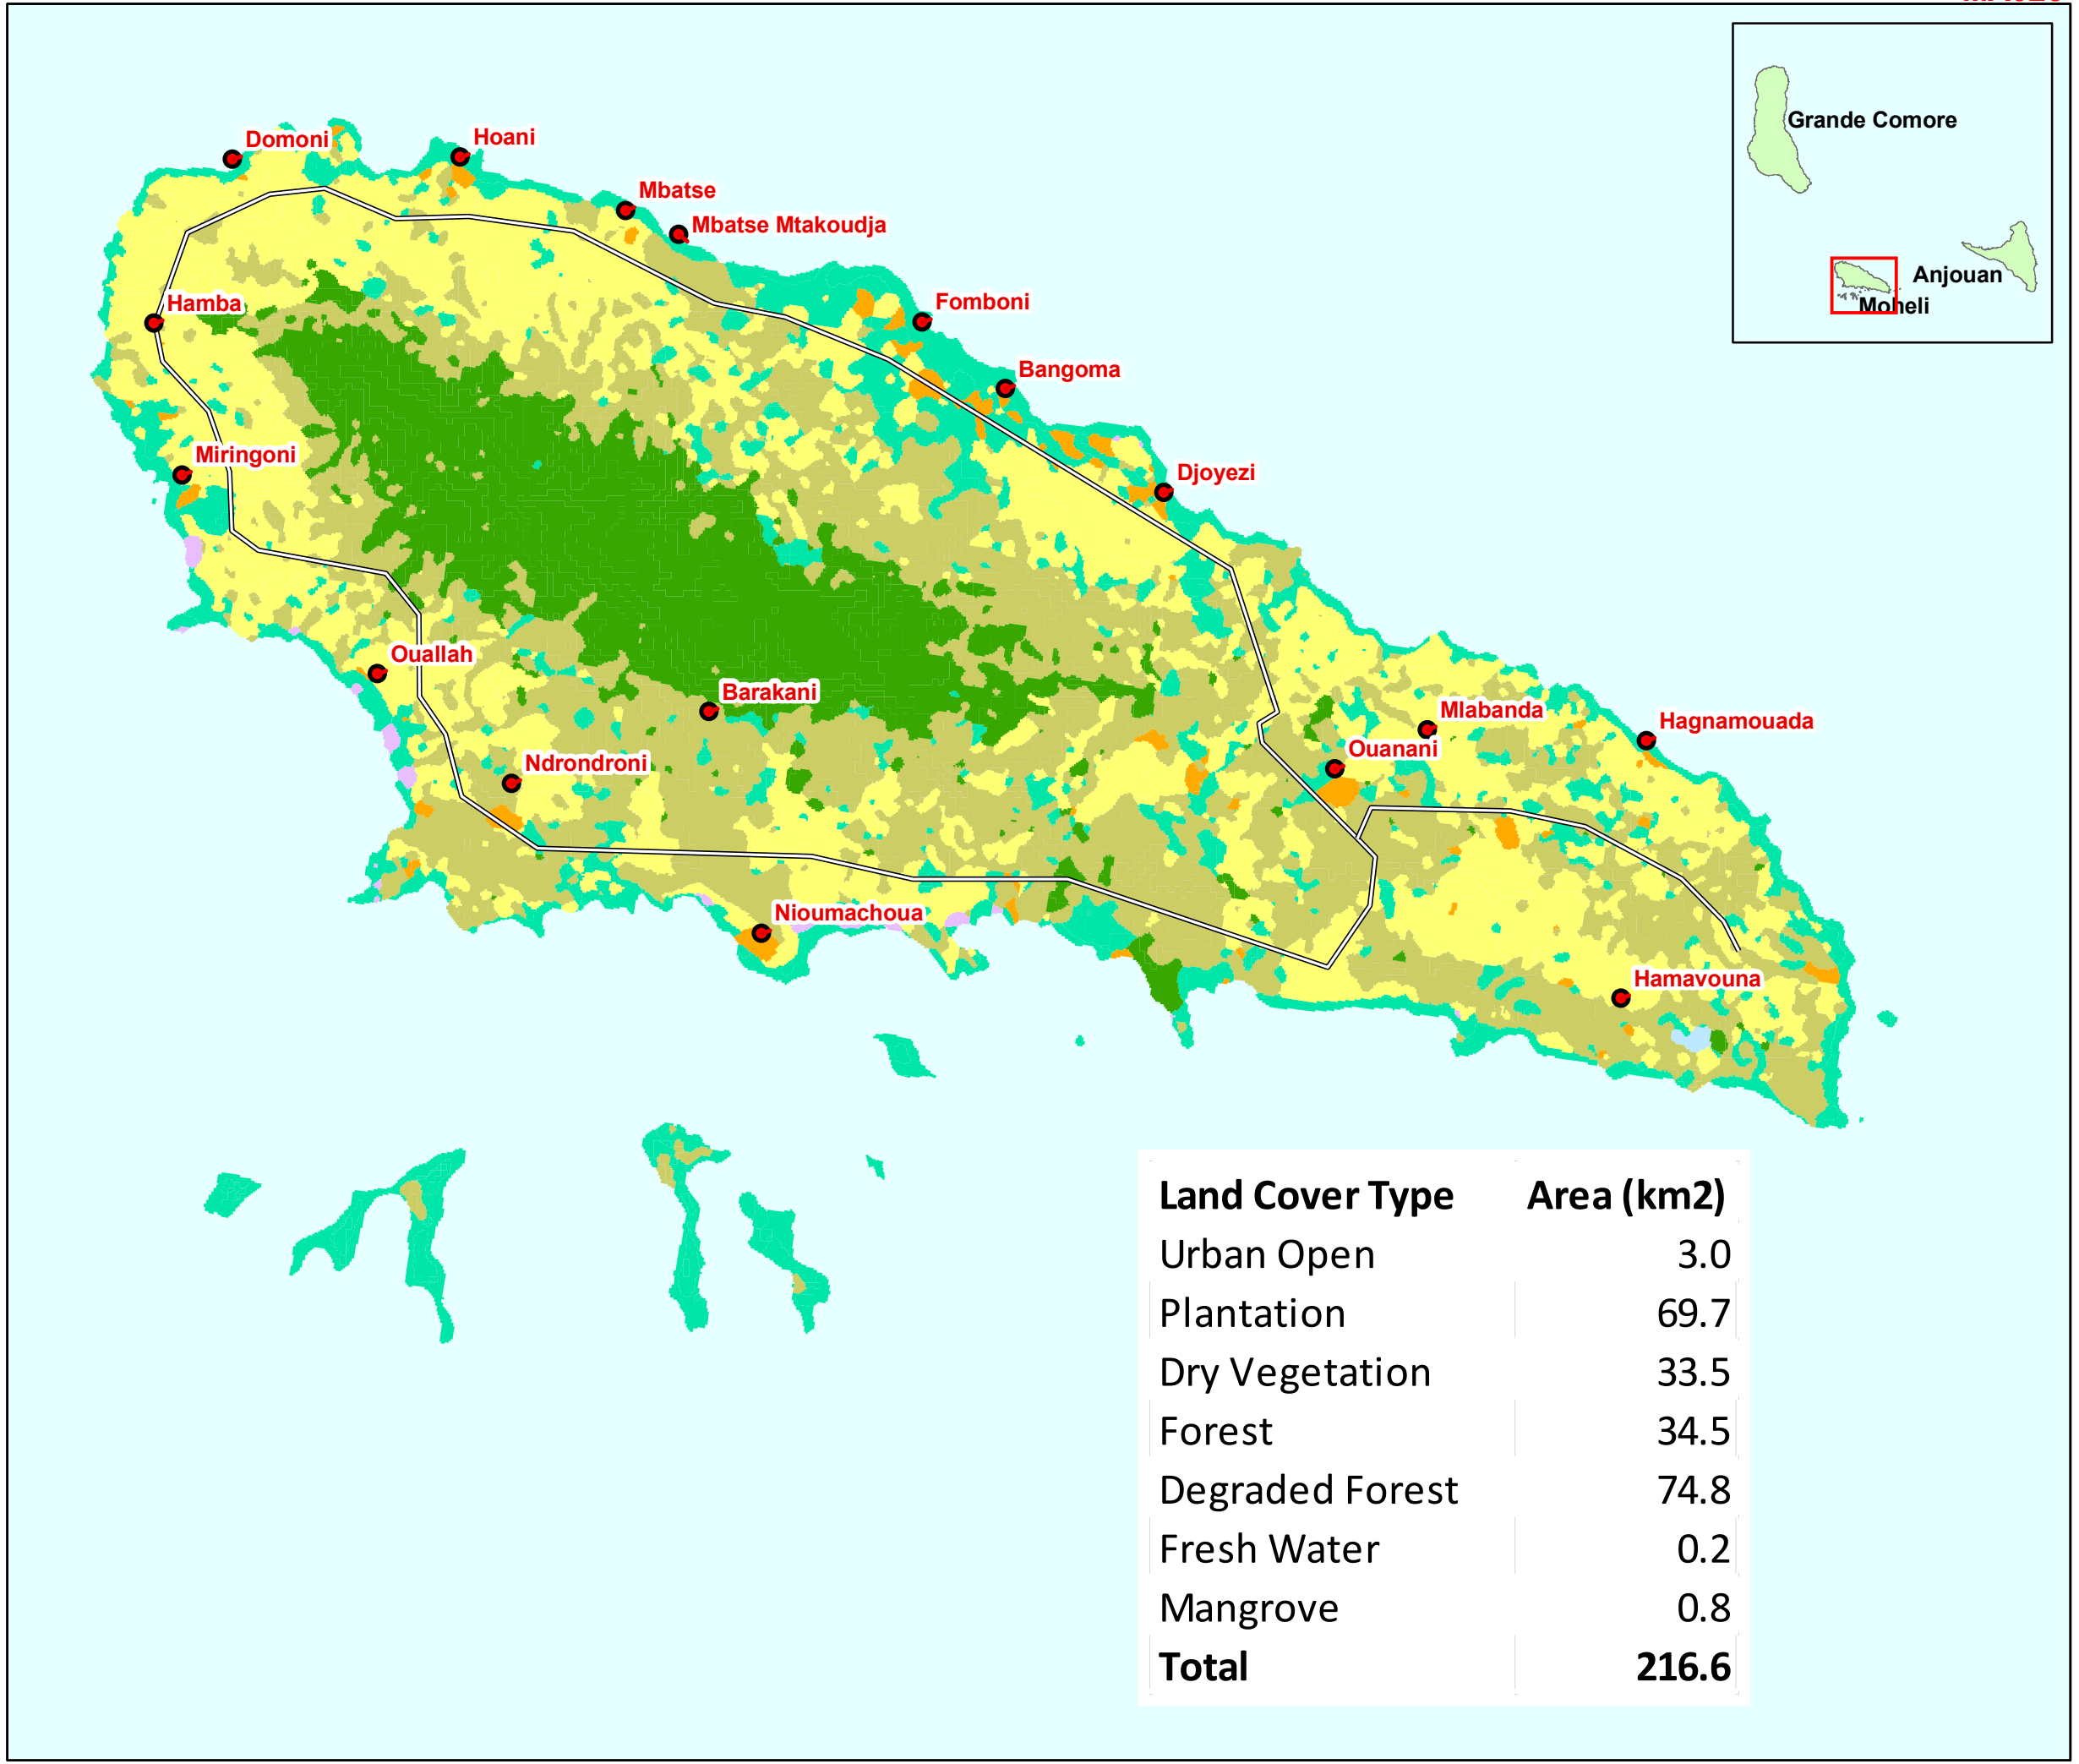 Grande Comore
Anjouan
Moheli
Domoni
Hoani
Mbatse
Mbatse Mtakoudja
Hamba
Fomboni
Bangoma
Miringoni
Djoyezi
Ouallah
Barakani
Mlabanda
Hagnamouada
Ouanani
Ndrondroni
Nioumachoua
Hamavouna
Land Cover Type Area (km2)
Urban Open 3.0
Plantation 69.7
Dry Vegetation 33.5
Forest 34.5
Degraded Forest 74.8
Fresh Water 0.2
Mangrove 0.8
Total 216.6